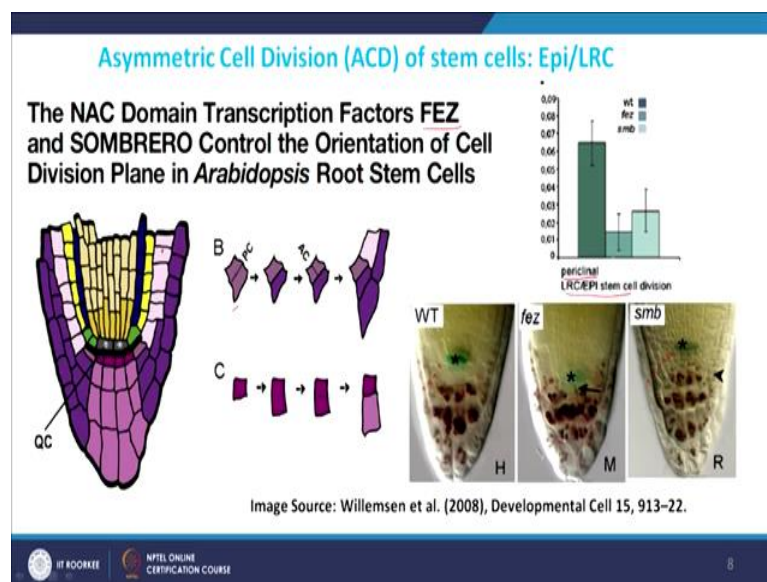 Asymmetric Cell Division (ACD) of stem cells: Epi/LRC
The NAC Domain Transcription Factors FEZ
and SOMBRERO Control the Orientation of Cell
Division Plane in Arabidopsis Root Stem Cells
QC
B
PC
AC
C
0,09
0,08
0,07
0,06
0,05
0,04
0,03
0,02
0,01
0
wt
fez
smb
periclinal
LRC/EPI stem cell division
WT
*
H
fez
*
M
smb
*
R
Image Source: Willemsen et al. (2008), Developmental Cell 15, 913–22.
IIT ROORKEE
NPTEL ONLINE
CERTIFICATION COURSE
8